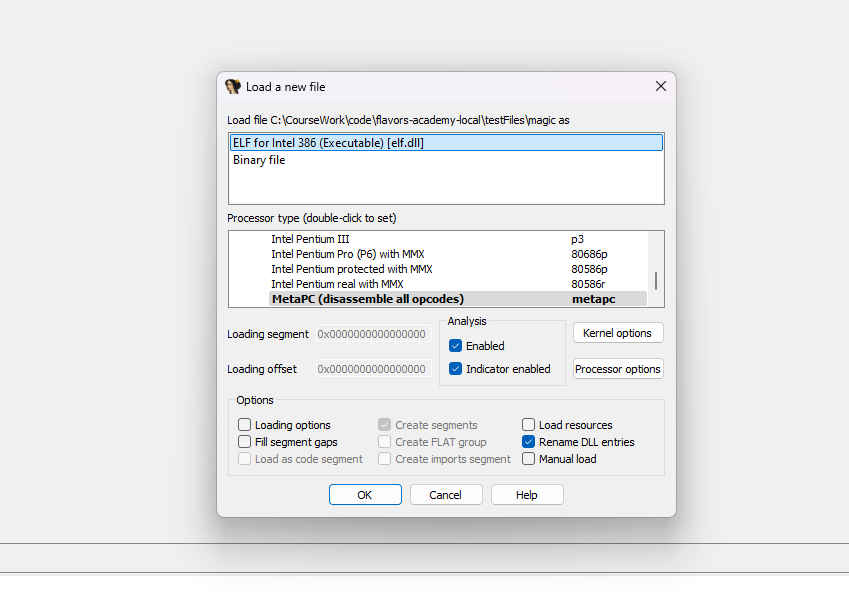 Load a new file
Load file C:\CourseWork\code\flavors-academy-local\testFiles\magic as
ELF for Intel 386 (Executable) [elf.dll]
Binary file
Processor type (double-click to set)
Intel Pentium III p3
Intel Pentium Pro (P6) with MMX 80686p
Intel Pentium protected with MMX 80586p
Intel Pentium real with MMX 80586r
MetaPC (disassemble all opcodes) metapc
Loading segment 0x0000000000000000
Loading offset 0x0000000000000000
Analysis
Enabled
Indicator enabled
Kernel options
Processor options
Options
Loading options Create segments Load resources
Fill segment gaps Create FLAT group Rename DLL entries
Load as code segment Create imports segment Manual load
OK Cancel Help